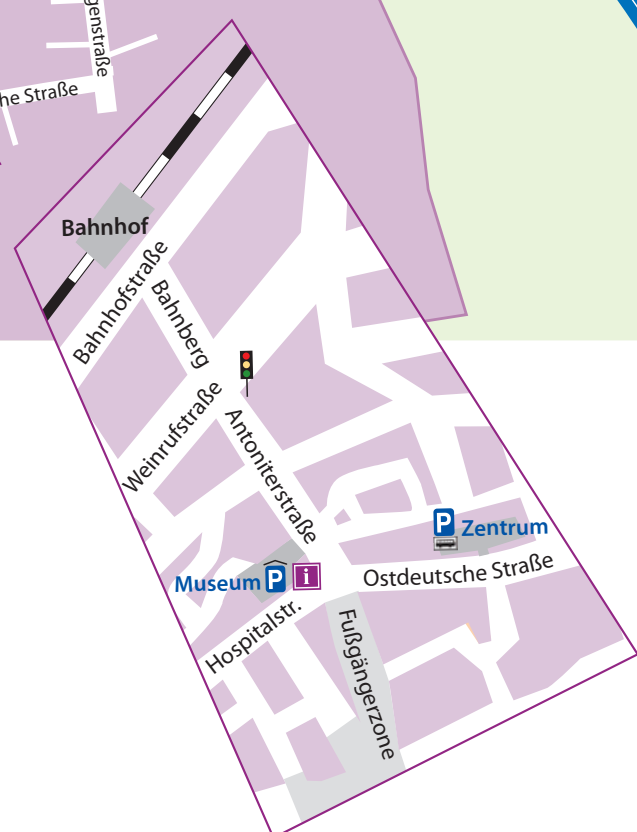 genstraße
he Straße
Bahnhof
Bahnhofstraße
Bahnberg
Weinrufstraße
Antoniterstraße
P Zentrum
Museum P i
Ostdeutsche Straße
Hospitalstr.
Fußgängerzone